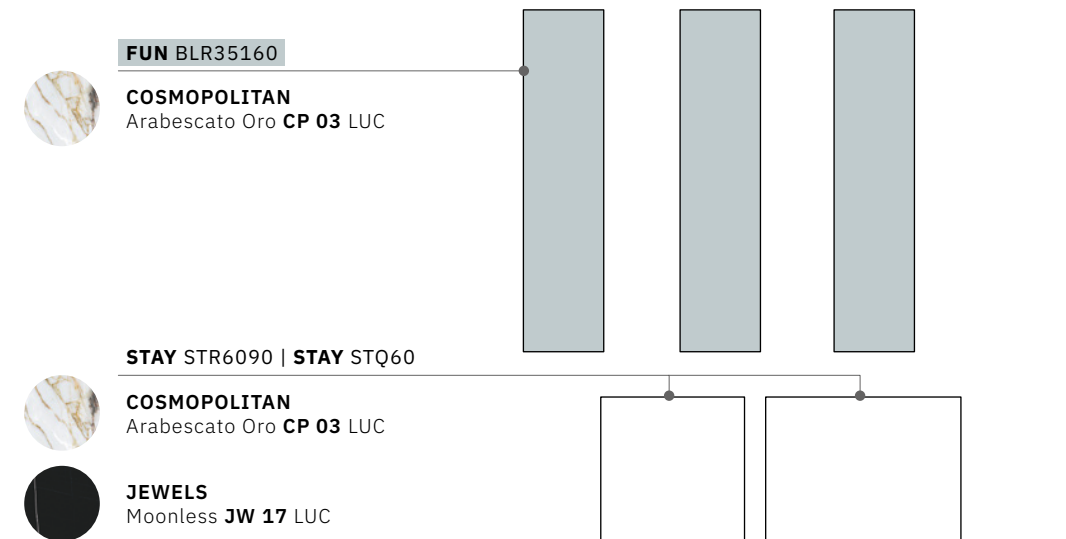 FUN BLR35160
COSMOPOLITAN
Arabescato Oro CP 03 LUC
STAY STR6090 | STAY STQ60
COSMOPOLITAN
Arabescato Oro CP 03 LUC
JEWELS
Moonless JW 17 LUC